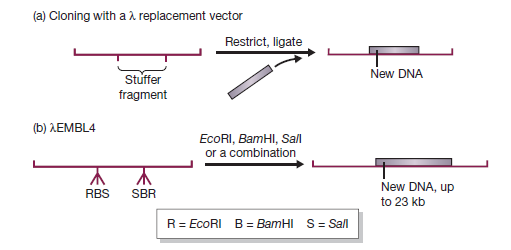 (a) Cloning with a λ replacement vector
Restrict, ligate
Stuffer
fragment
New DNA
(b) λEMBL4
EcoRI, BamHI, SalI
or a combination
RBS
SBR
New DNA, up
to 23 kb
R = EcoRI B = BamHI S = SalI